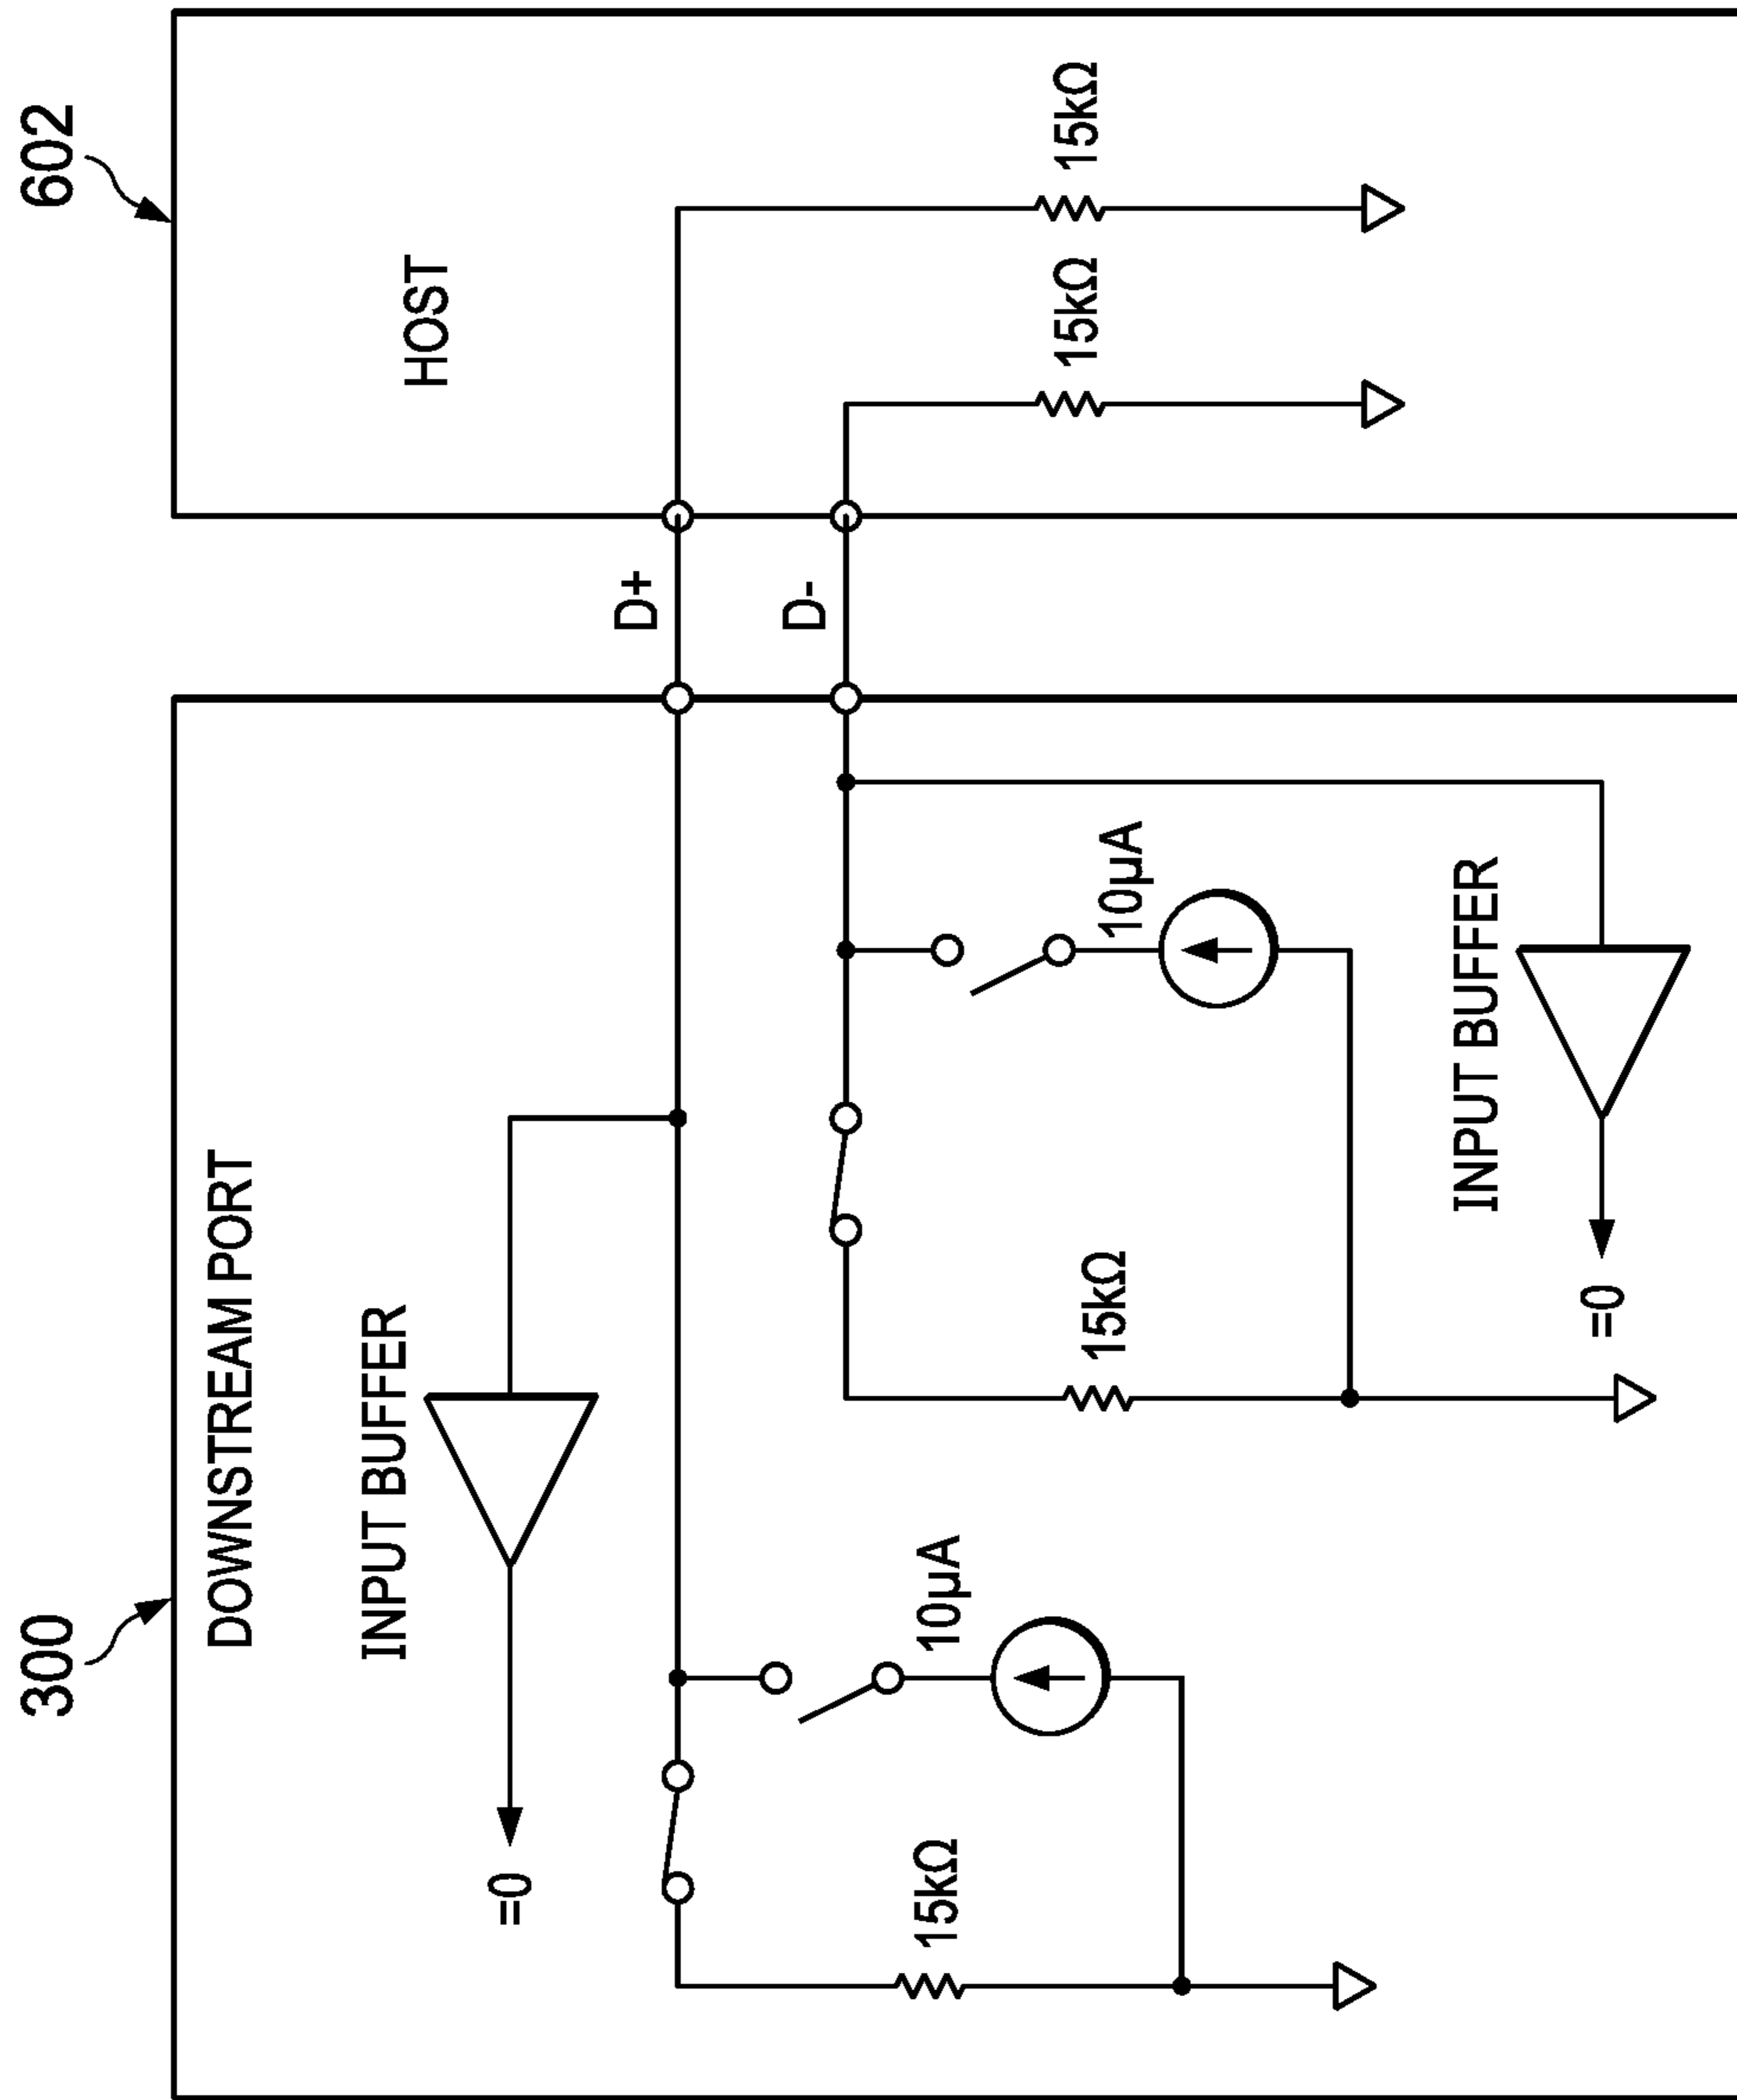 300
602
DOWNSTREAM PORT
HOST
INPUT BUFFER
=0
D+
D-
10µA
15kΩ
10µA
15kΩ
15kΩ
15kΩ
INPUT BUFFER
=0